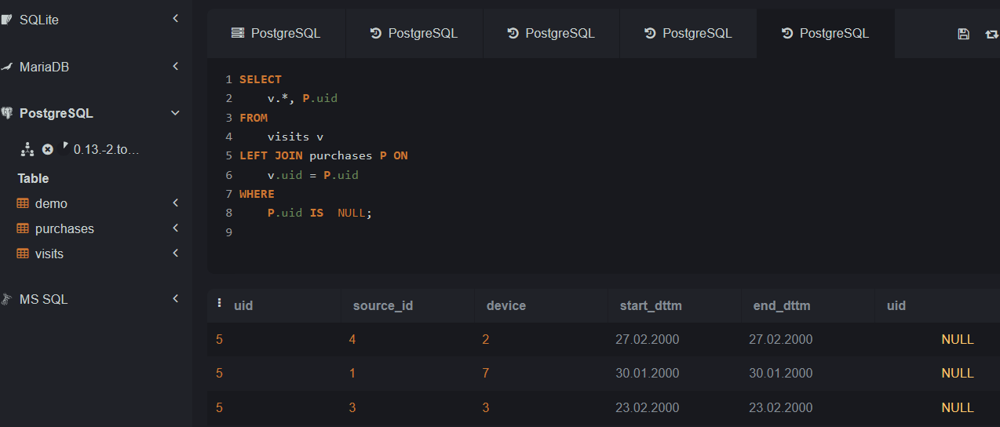 SQLite
MariaDB
PostgreSQL
0.13.-2.to...
Table
demo
purchases
visits
MS SQL
PostgreSQL PostgreSQL PostgreSQL PostgreSQL PostgreSQL
1 SELECT
2 v.*, P.uid
3 FROM
4 visits v
5 LEFT JOIN purchases P ON
6 v.uid = P.uid
7 WHERE
8 P.uid IS  NULL;
9
uid source_id device start_dttm end_dttm uid
5 4 2 27.02.2000 27.02.2000 NULL
5 1 7 30.01.2000 30.01.2000 NULL
5 3 3 23.02.2000 23.02.2000 NULL